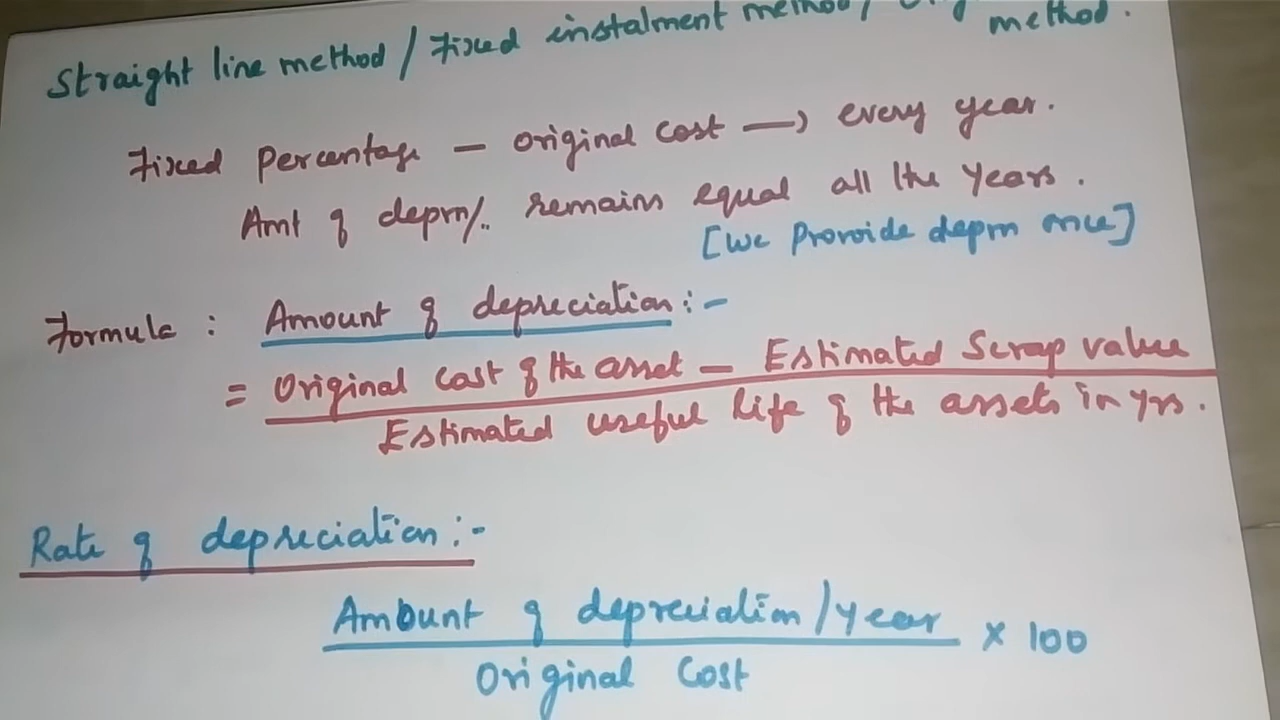 Straight line method / Fixed instalment method /
method.
Fixed Percentage — original cost → every year.
Amt of deprn/. remains equal all the years.
[We Provoide deprn once]
Formula : Amount of depreciation :-
= Original cost of the asset — Estimated Scrap value
Estimated useful life of the assets in yrs.
Rate of depreciation :-
Amount of depreciation / year
× 100
Original Cost